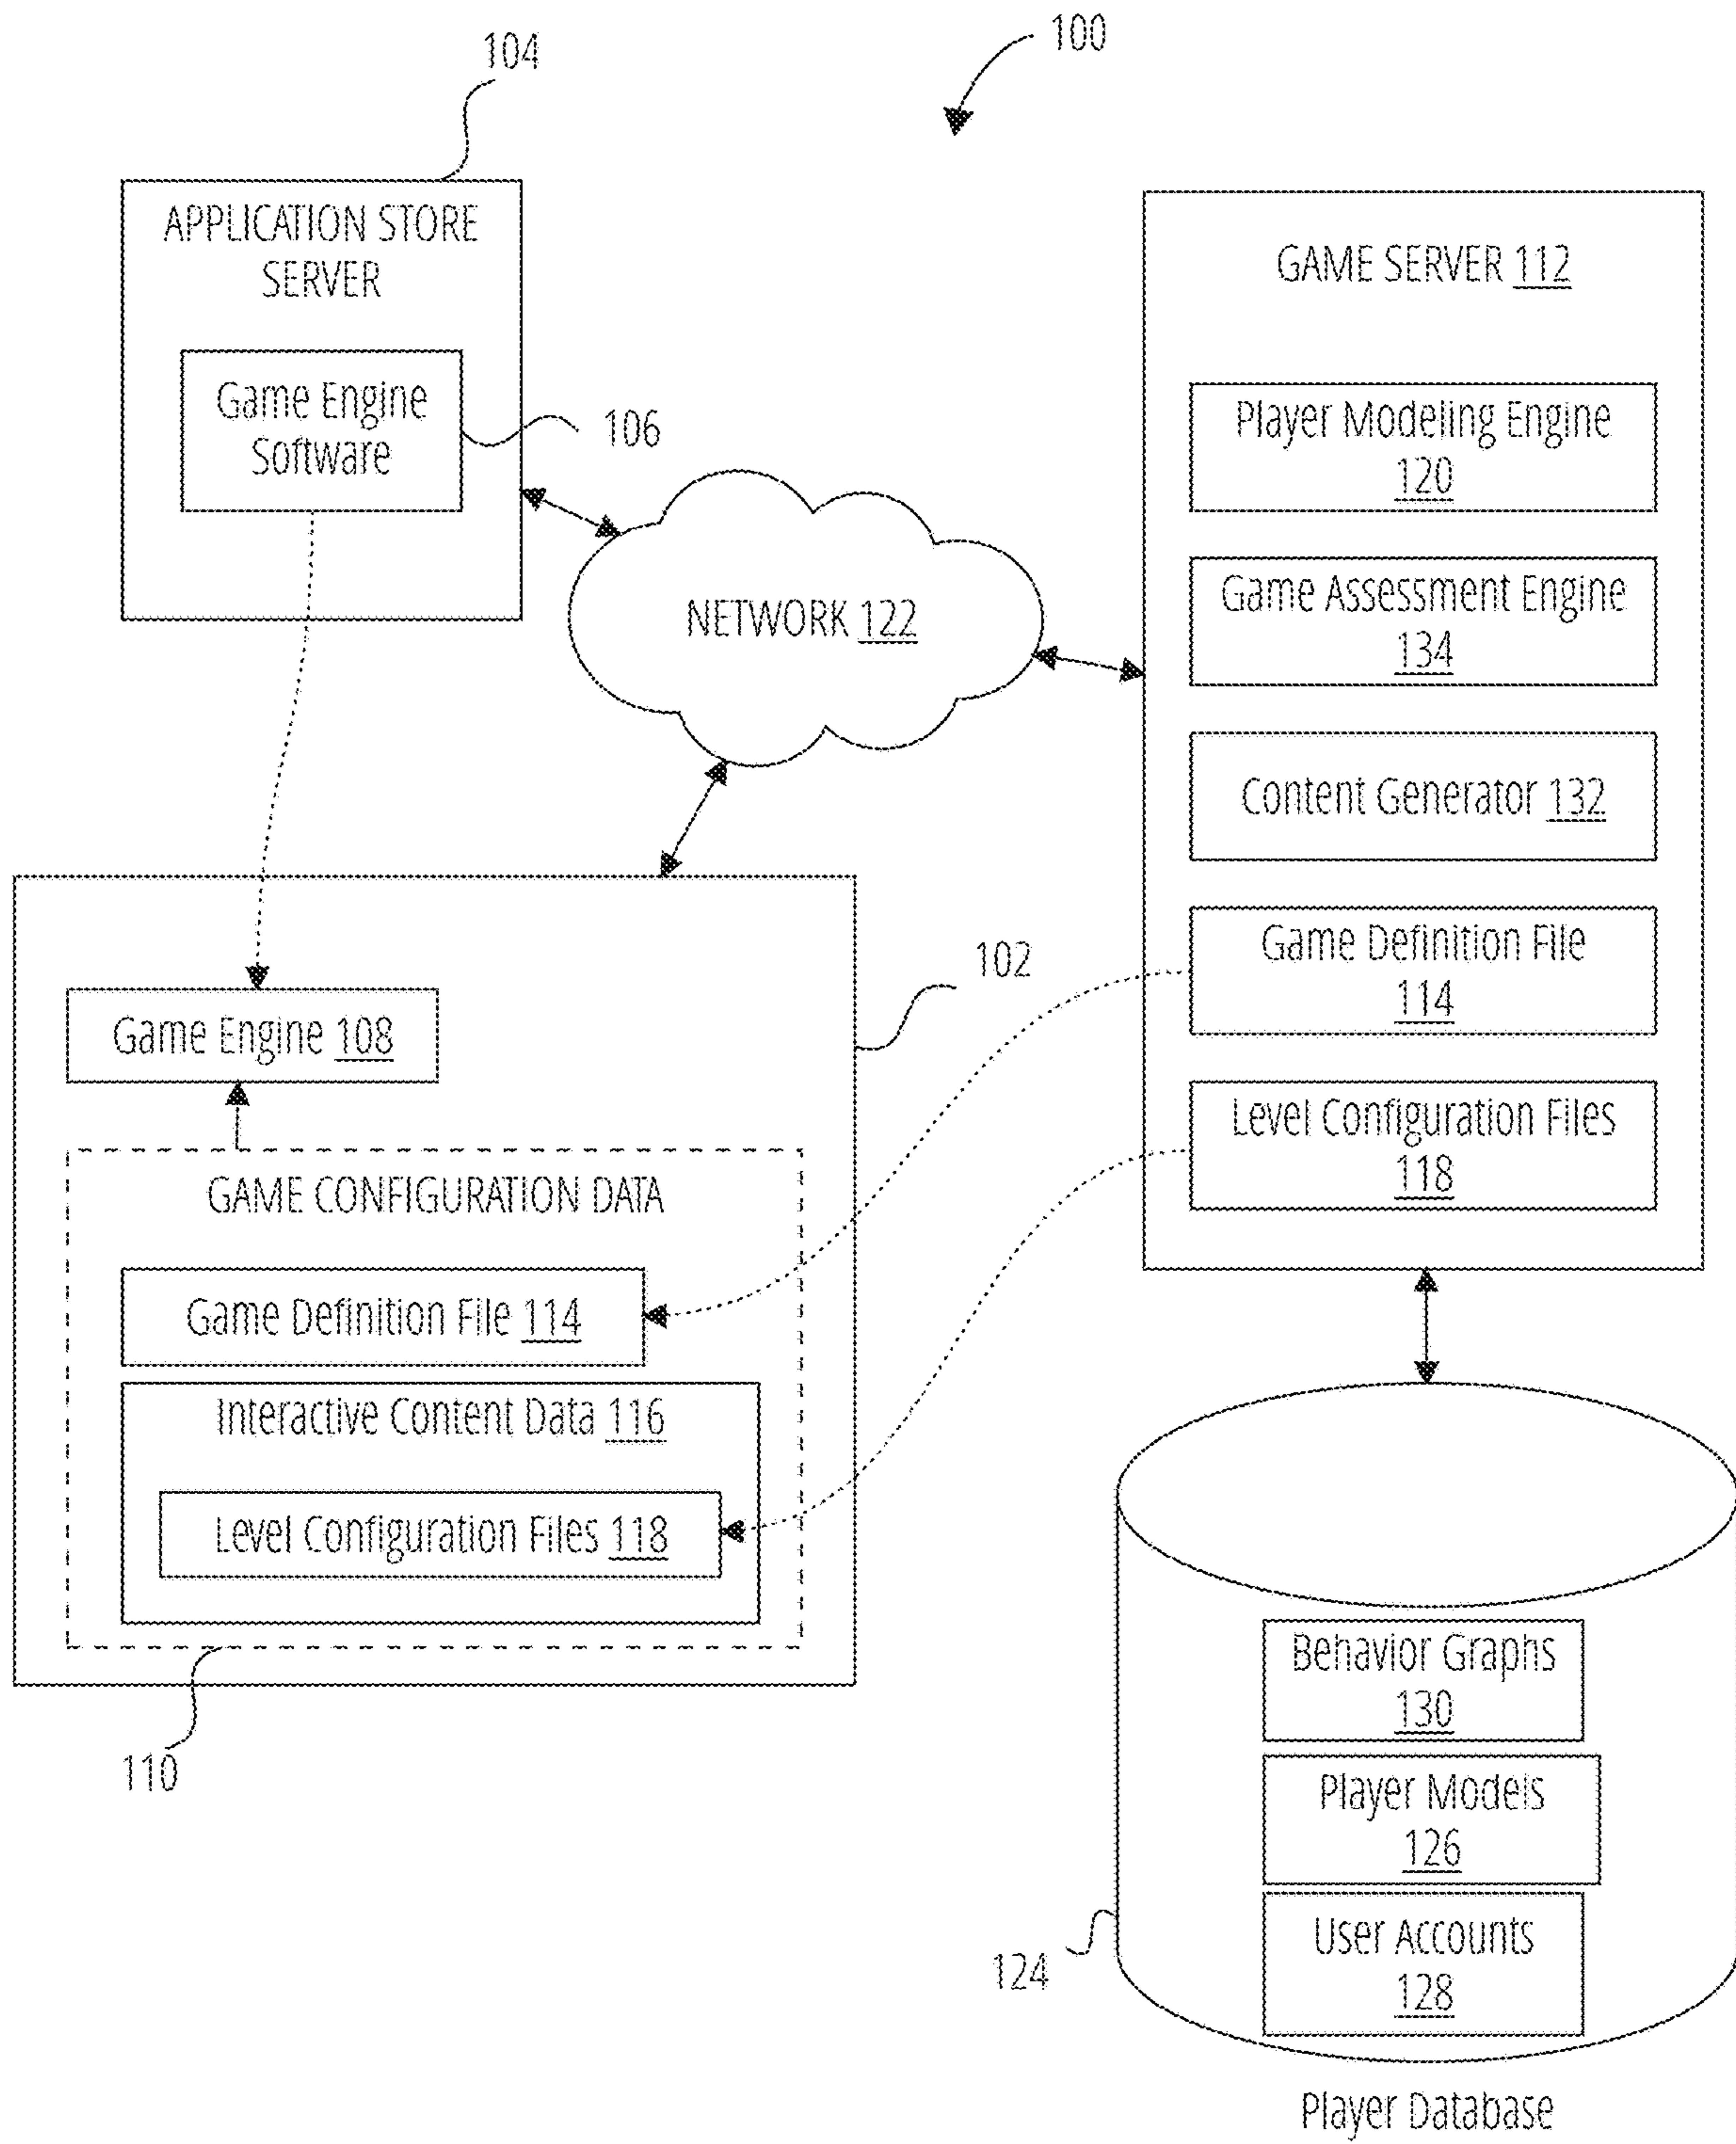 100
104
APPLICATION STORE
SERVER
Game Engine
Software
106
NETWORK 122
GAME SERVER 112
Player Modeling Engine
120
Game Assessment Engine
134
Content Generator 132
Game Definition File
114
Level Configuration Files
118
102
Game Engine 108
GAME CONFIGURATION DATA
Game Definition File 114
Interactive Content Data 116
Level Configuration Files 118
110
Behavior Graphs
130
Player Models
126
User Accounts
128
124
Player Database